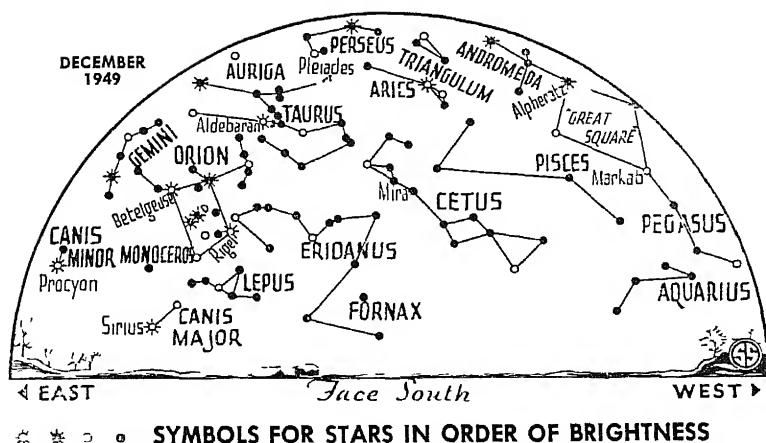 DECEMBER
1949
PERSEUS
Pleiades
AURIGA
TRIANGULUM
ANDROMEDA
ARIES
Alpheratz
TAURUS
Aldebaran
"GREAT
SQUARE"
GEMINI
ORION
PISCES
Markab
Betelgeuse
Mira
CETUS
PEGASUS
CANIS
MINOR
MONOCEROS
Rigel
ERIDANUS
Procyon
LEPUS
AQUARIUS
FORNAX
Sirius
CANIS
MAJOR
EAST
Face South
WEST
SYMBOLS FOR STARS IN ORDER OF BRIGHTNESS